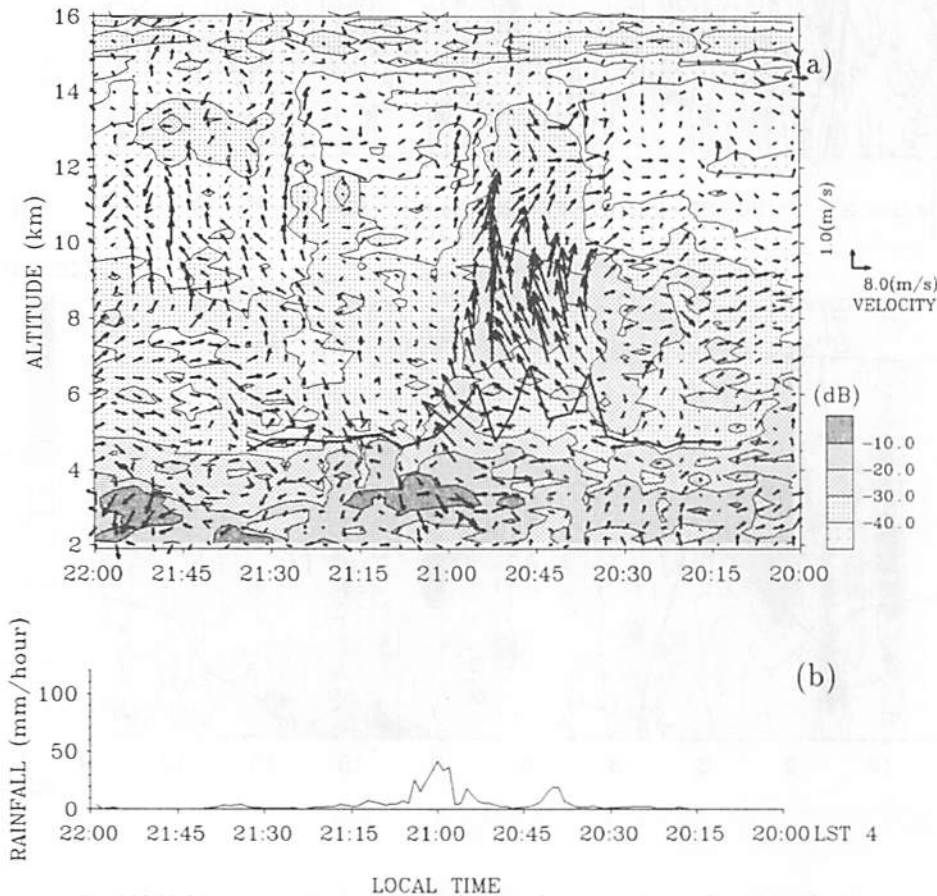 16
14
12
10
8
6
4
2
ALTITUDE (km)
(a)
1.0(m/s)
8.0(m/s)
VELOCITY
(dB)
-10.0
-20.0
-30.0
-40.0
22:00 21:45 21:30 21:15 21:00 20:45 20:30 20:15 20:00
(b)
RAINFALL (mm/hour)
100
50
0
22:00 21:45 21:30 21:15 21:00 20:45 20:30 20:15 20:00 LST 4
LOCAL TIME